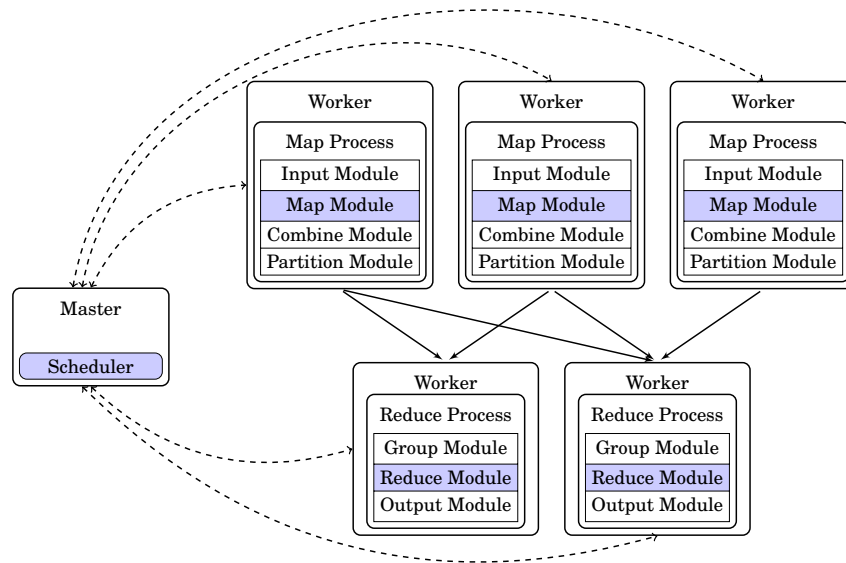 Worker
Map Process
Input Module
Map Module
Combine Module
Partition Module
Worker
Map Process
Input Module
Map Module
Combine Module
Partition Module
Worker
Map Process
Input Module
Map Module
Combine Module
Partition Module
Master
Scheduler
Worker
Reduce Process
Group Module
Reduce Module
Output Module
Worker
Reduce Process
Group Module
Reduce Module
Output Module